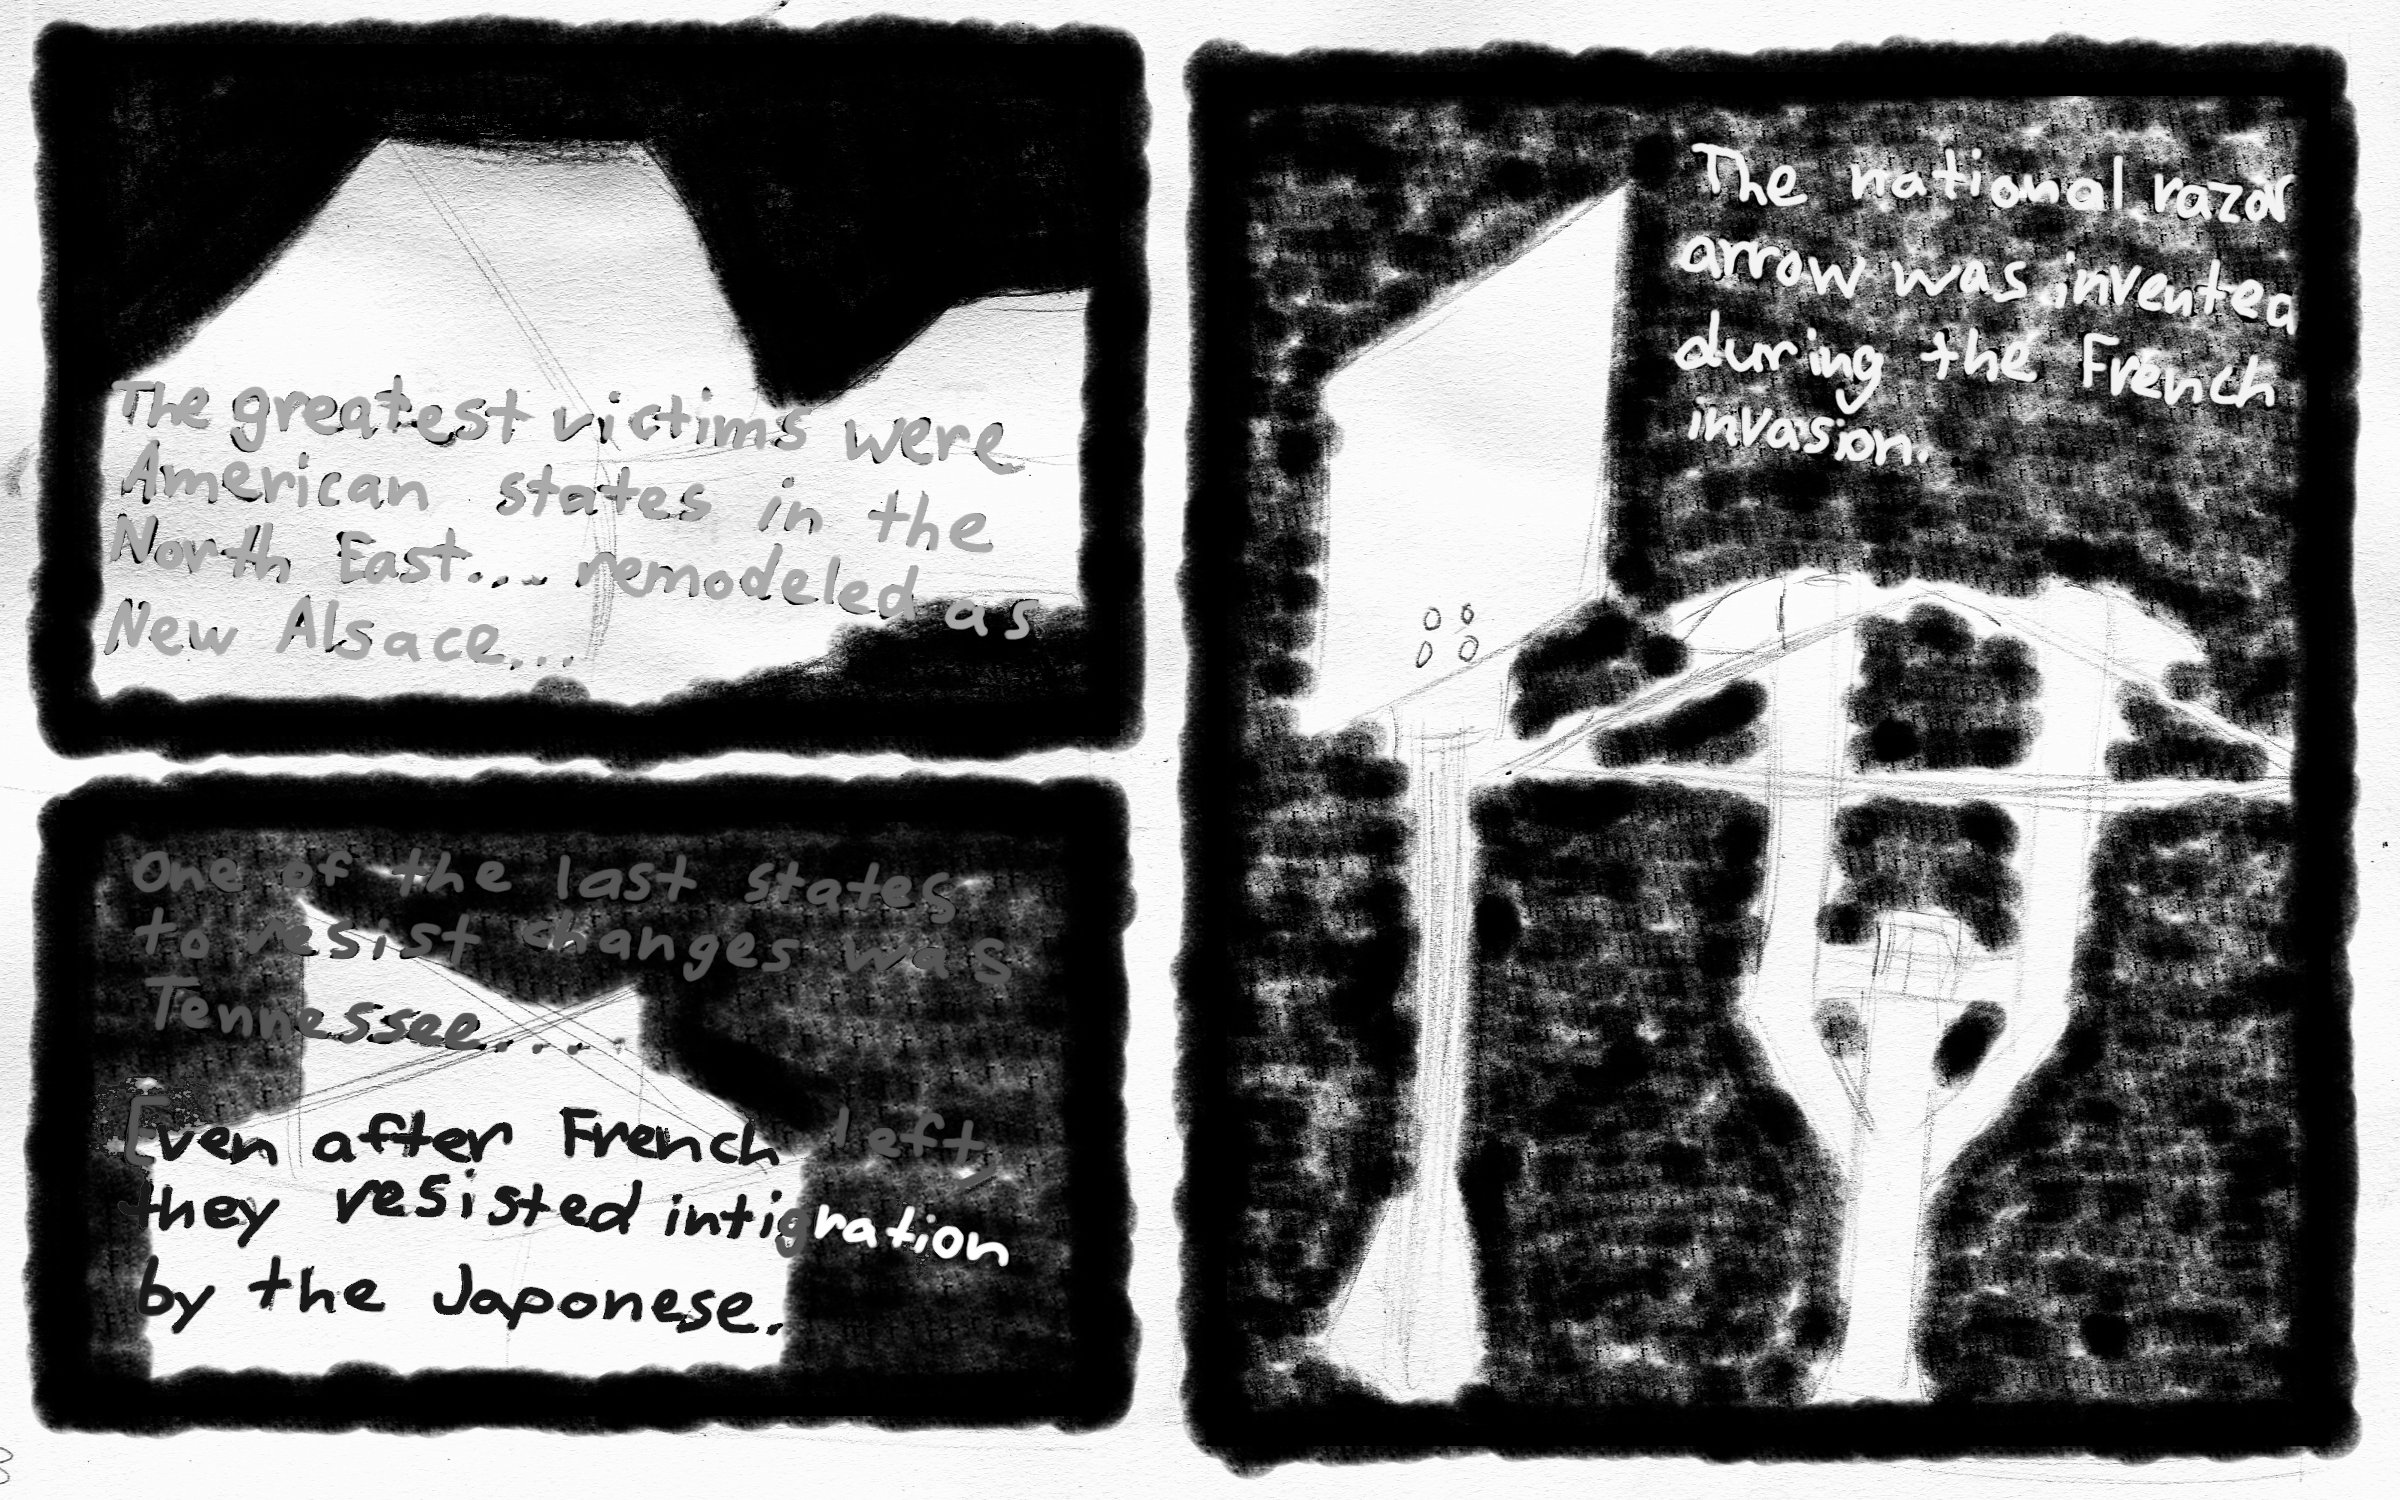 The greatest victims were
American states in the
North East... remodeled as
New Alsace...
One of the last states
to resist changes was
Tennessee....
Even after French left,
they resisted intigration
by the Japonese.
The national razor
arrow was invented
during the French
invasion.